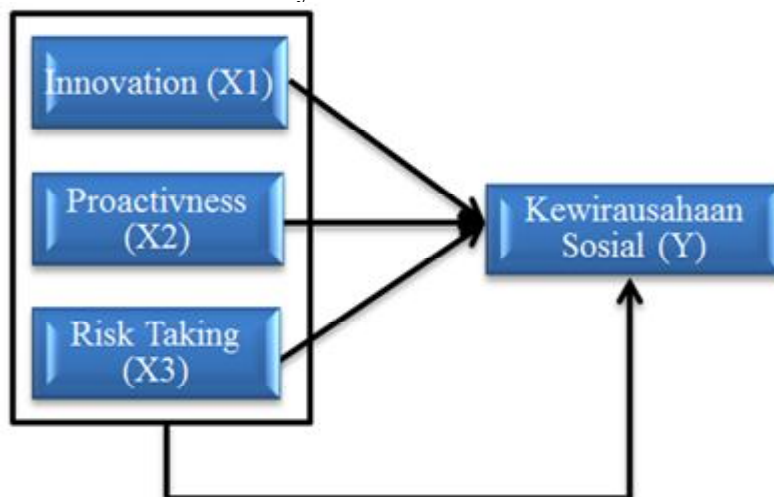 Innovation (X1)
Proactivness
(X2)
Risk Taking
(X3)
Kewirausahaan
Sosial (Y)